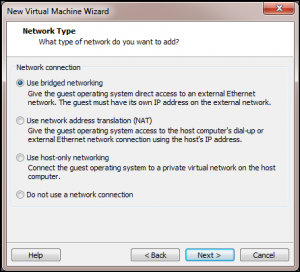 New Virtual Machine Wizard
Network Type
What type of network do you want to add?
Network connection
Use bridged networking
Give the guest operating system direct access to an external Ethernet
network. The guest must have its own IP address on the external network.
Use network address translation (NAT)
Give the guest operating system access to the host computer's dial-up or
external Ethernet network connection using the host's IP address.
Use host-only networking
Connect the guest operating system to a private virtual network on the host
computer.
Do not use a network connection
Help
< Back
Next >
Cancel